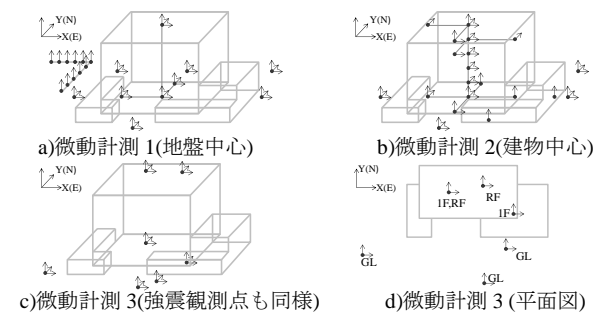 Y(N)
X(E)
Y(N)
X(E)
a)微動計測 1(地盤中心)
b)微動計測 2(建物中心)
Y(N)
X(E)
Y(N)
X(E)
1F,RF
RF
1F
GL
GL
GL
c)微動計測 3(強震観測点も同様)
d)微動計測 3 (平面図)